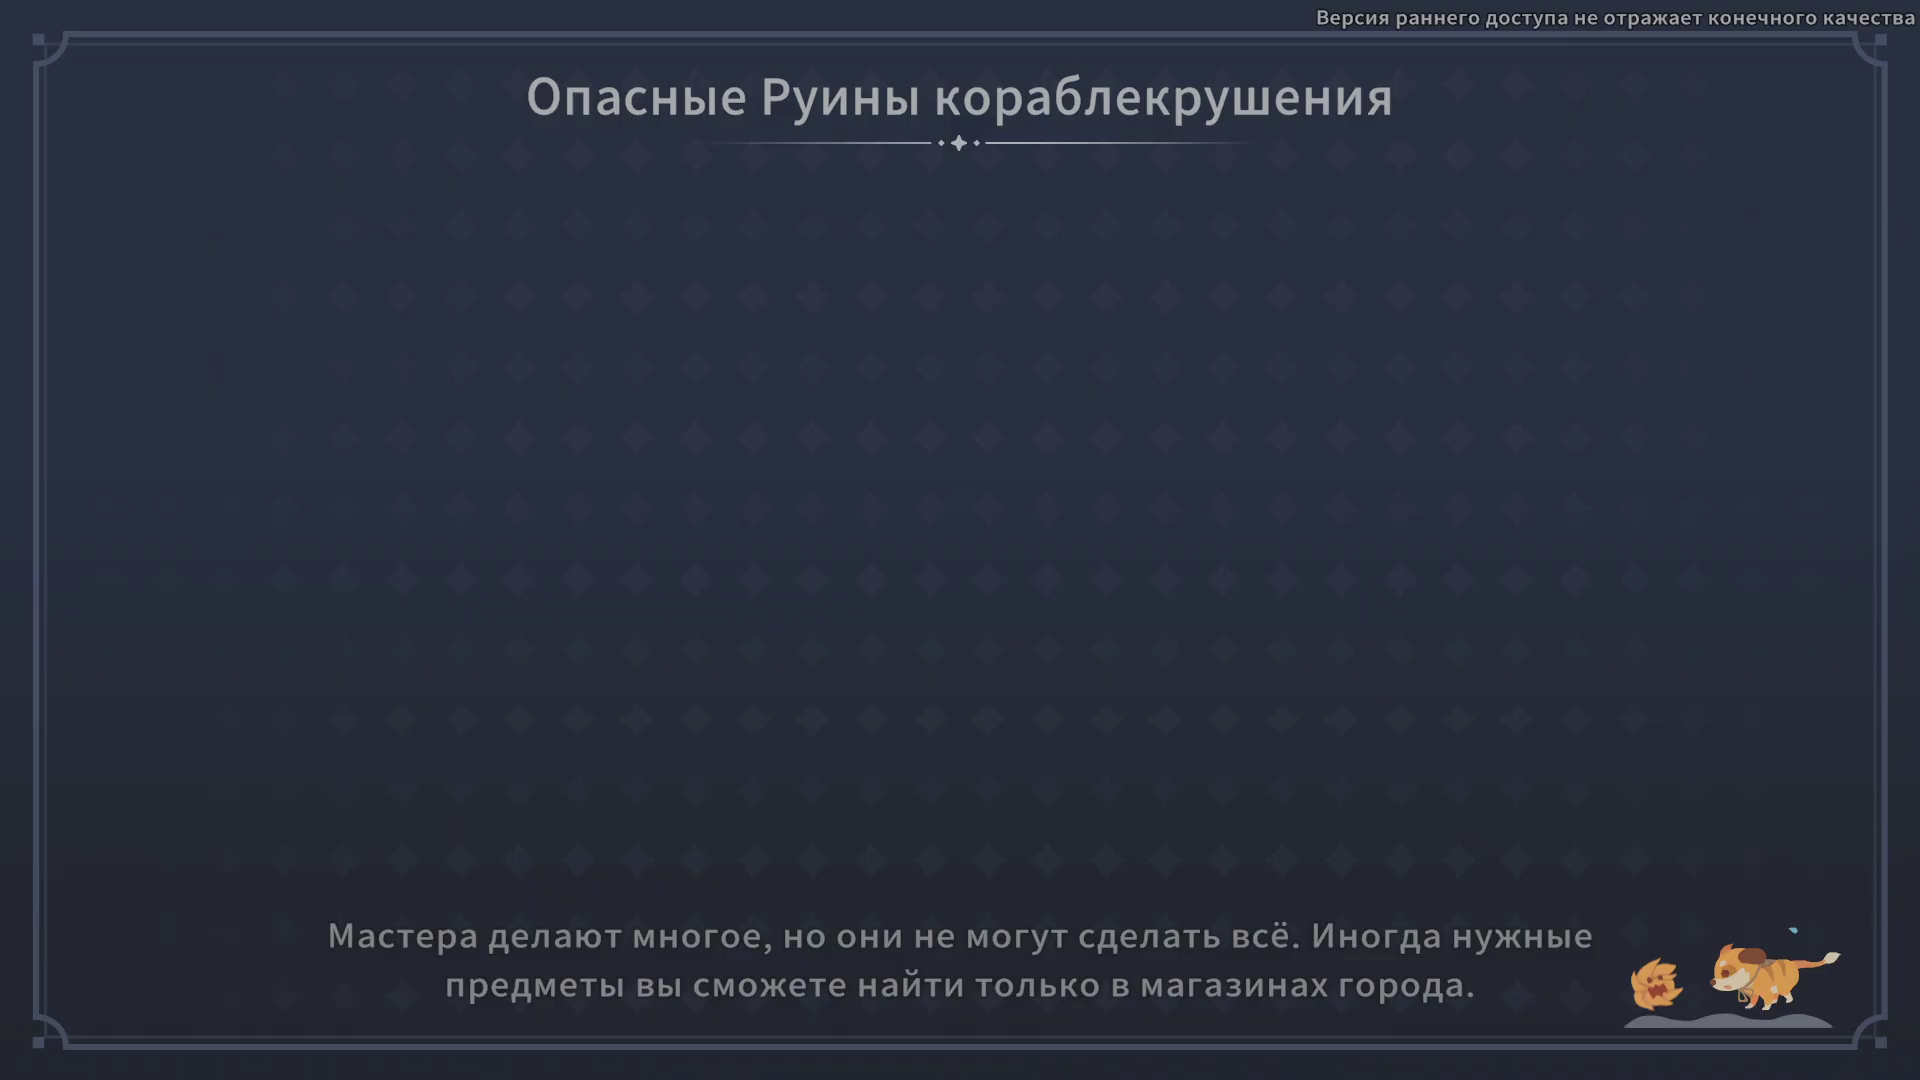 Версия раннего доступа не отражает конечного качества
Опасные Руины кораблекрушения
Мастера делают многое, но они не могут сделать всё. Иногда нужные
предметы вы сможете найти только в магазинах города.